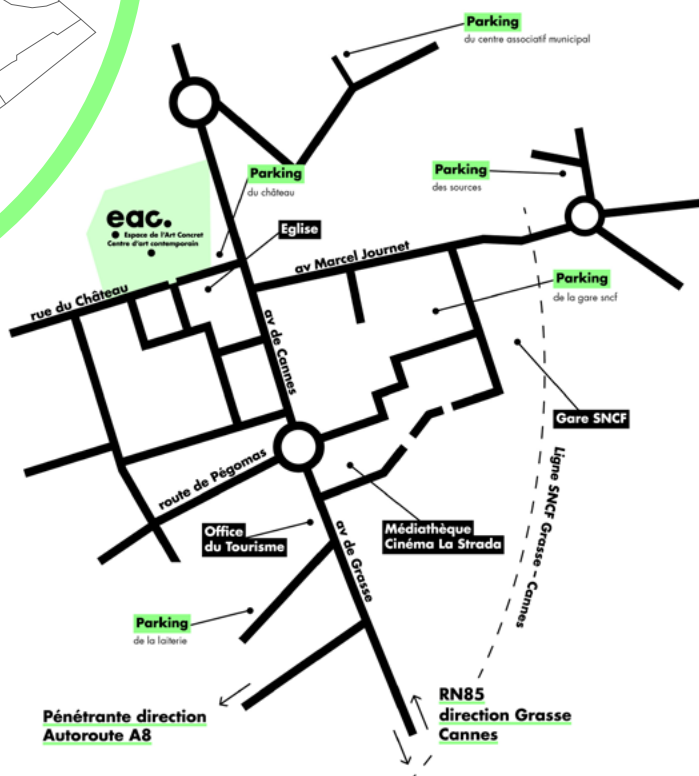 Parking
du centre associatif municipal
Parking
du château
Parking
des sources
eac.
Espace de l'Art Concret
Centre d'art contemporain
Eglise
av Marcel Journet
Parking
de la gare sncf
rue du Château
av de Cannes
Gare SNCF
route de Pégomas
Ligne SNCF Grasse - Cannes
Office
du Tourisme
Médiathèque
Cinéma La Strada
av de Grasse
Parking
de la laiterie
RN85
direction Grasse
Cannes
Pénétrante direction
Autoroute A8